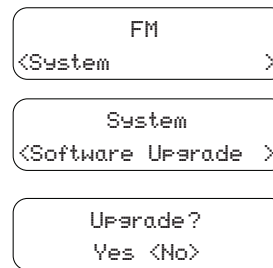 FM
<System >
System
<Software Upgrade >
Upgrade?
Yes <No>